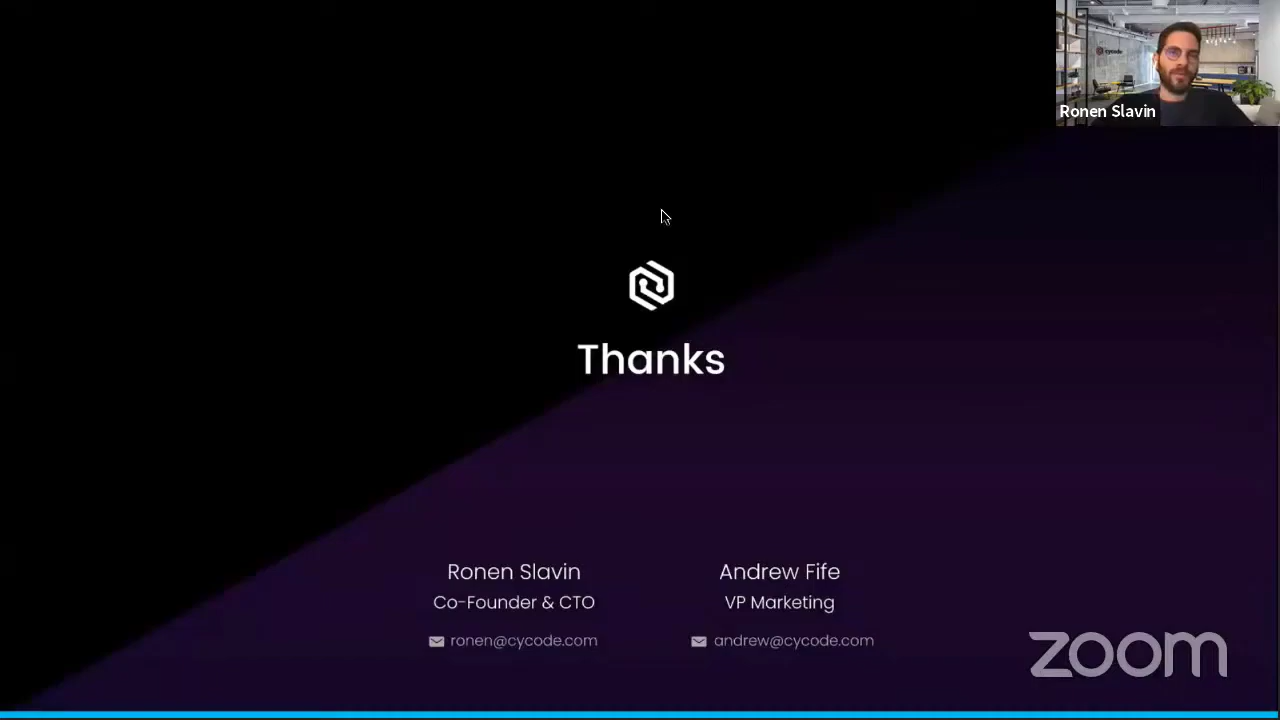 cycode
Ronen Slavin
Thanks
Ronen Slavin
Andrew Fife
Co-Founder & CTO
VP Marketing
ronen@cycode.com
andrew@cycode.com
zoom